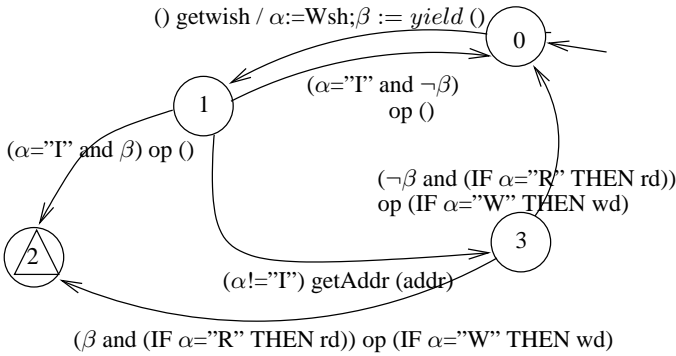 () getwish / α:=Wsh;β := yield ()
0
(α="I" and ¬β)
op ()
1
(α="I" and β) op ()
(¬β and (IF α="R" THEN rd))
op (IF α="W" THEN wd)
3
2
(α!="I") getAddr (addr)
(β and (IF α="R" THEN rd)) op (IF α="W" THEN wd)